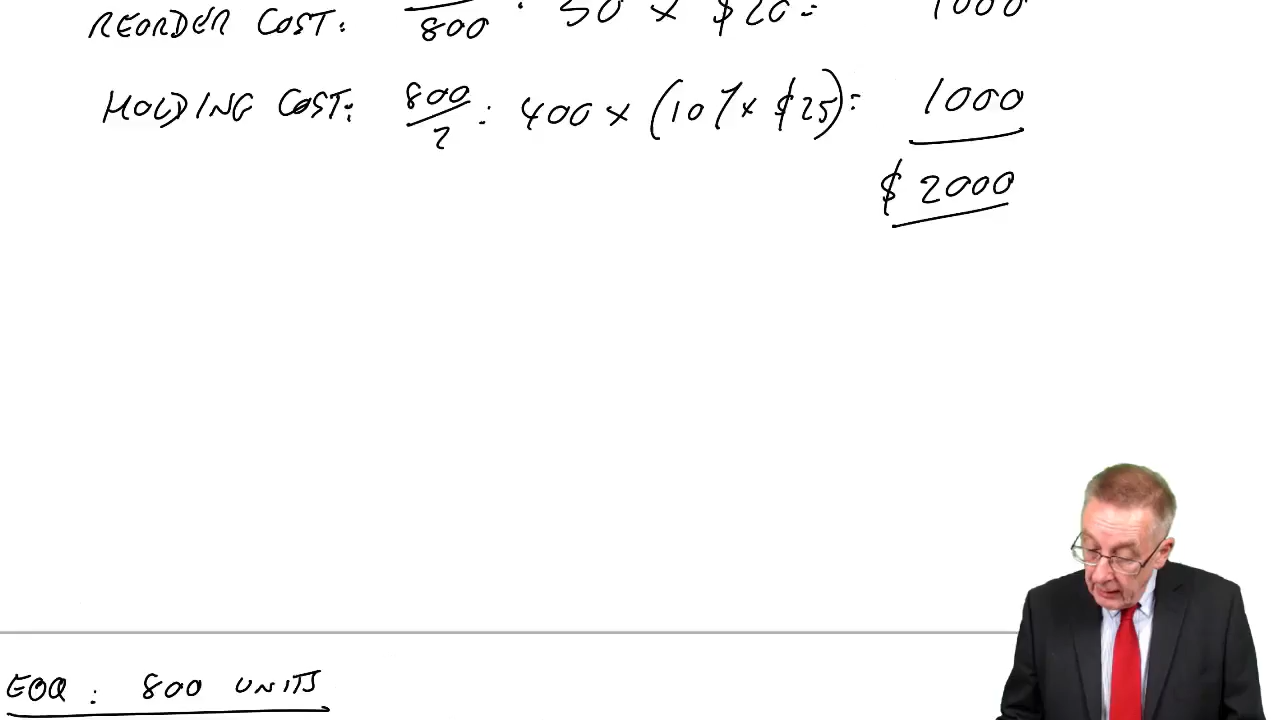 REORDER COST: 800 : 50 x $20 = 1000
HOLDING COST: 800/2 : 400 x (10% x $25) = 1000
$ 2000
EOQ : 800 UNITS